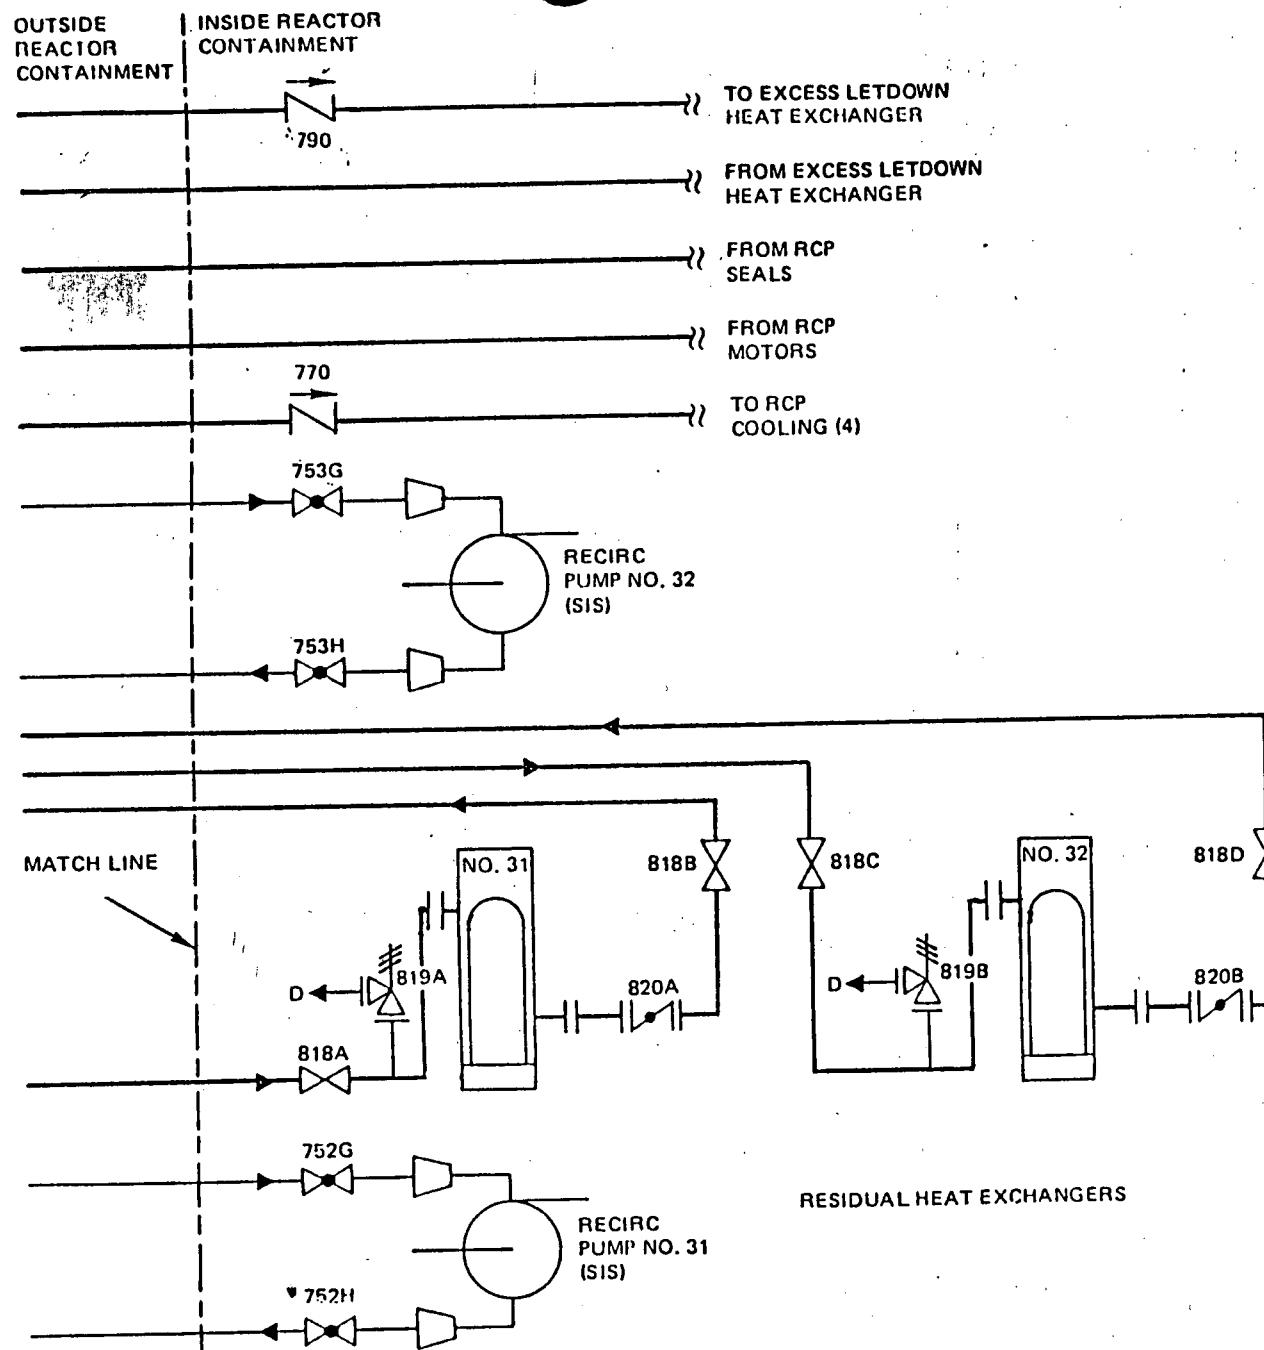 OUTSIDE
REACTOR
CONTAINMENT
INSIDE REACTOR
CONTAINMENT
790
TO EXCESS LETDOWN
HEAT EXCHANGER
FROM EXCESS LETDOWN
HEAT EXCHANGER
FROM RCP
SEALS
FROM RCP
MOTORS
770
TO RCP
COOLING (4)
753G
RECIRC
PUMP NO. 32
(SIS)
753H
MATCH LINE
NO. 31
818B
818C
NO. 32
818D
D
819A
820A
D
819B
820B
818A
752G
RESIDUAL HEAT EXCHANGERS
RECIRC
PUMP NO. 31
(SIS)
752H